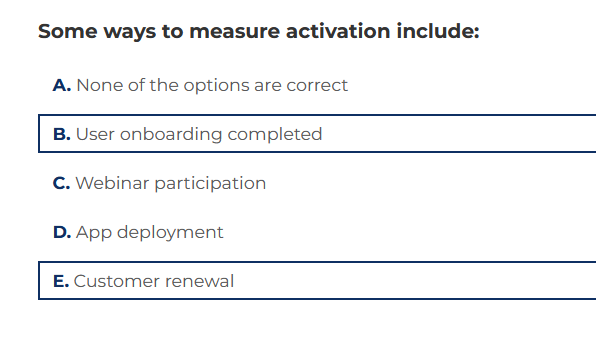 Some ways to measure activation include:
A. None of the options are correct
B. User onboarding completed
C. Webinar participation
D. App deployment
E. Customer renewal